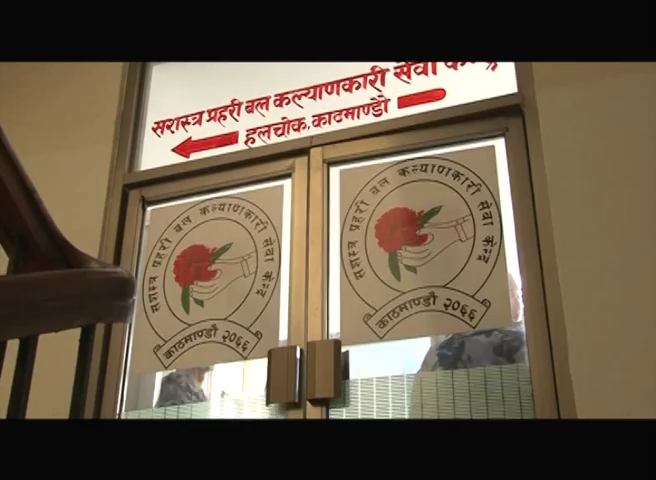 सशस्त्र प्रहरी बल कल्याणकारी सेवा
हलचोक, काठमाण्डौ
सशस्त्र प्रहरी बल कल्याणकारी सेवा केन्द्र
काठमाण्डौ २०६६
सशस्त्र प्रहरी बल कल्याणकारी सेवा केन्द्र
काठमाण्डौ २०६६